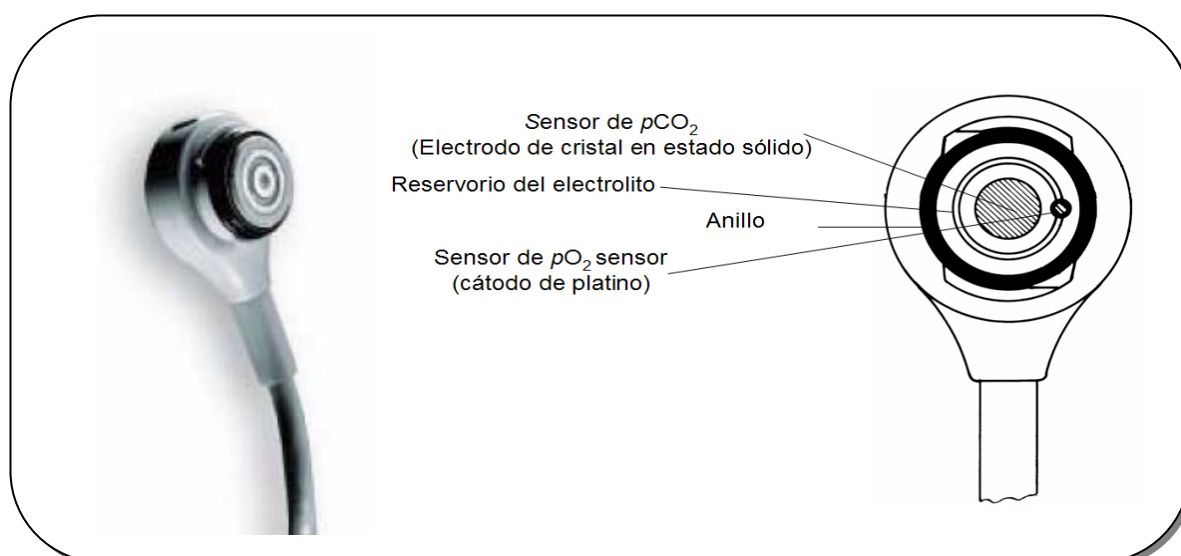 Sensor de pCO₂
(Electrodo de cristal en estado sólido)
Reservorio del electrolito
Anillo
Sensor de pO₂ sensor
(cátodo de platino)